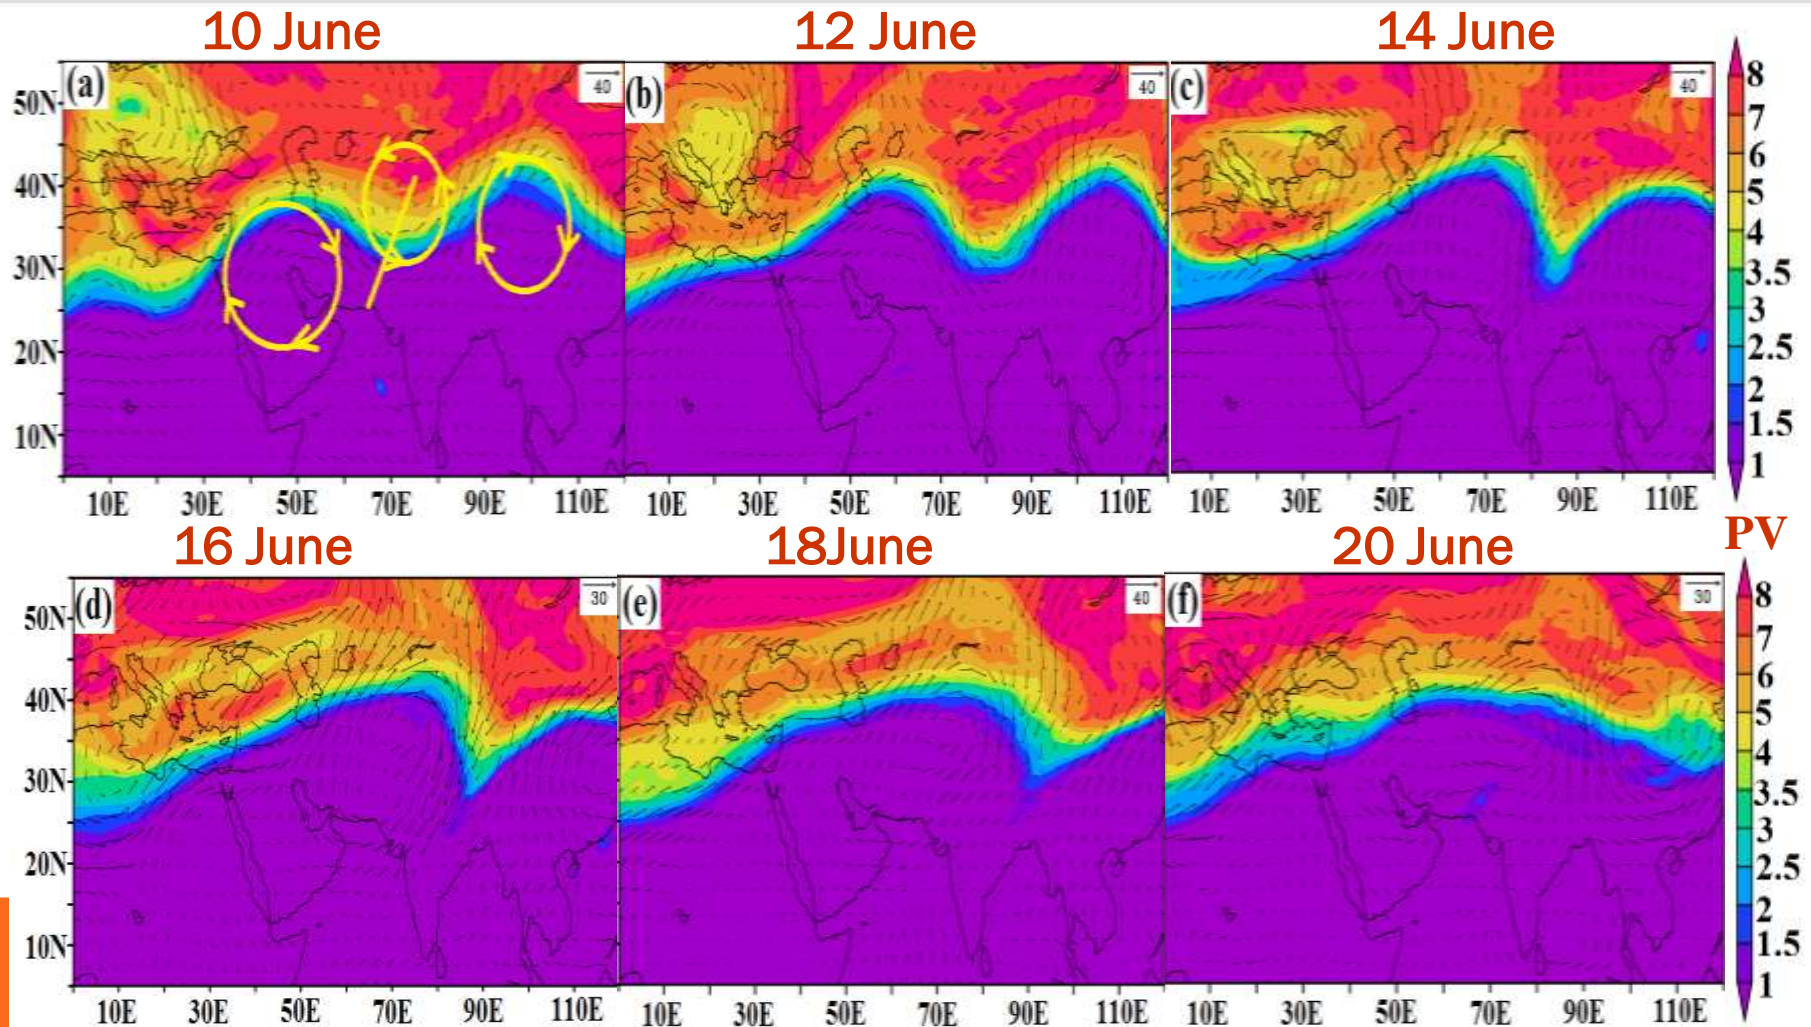 10 June
12 June
14 June
(a)
40
(b)
40
(c)
40
50N
40N
30N
20N
10N
8
7
6
5
4
3.5
3
2.5
2
1.5
1
10E 30E 50E 70E 90E 110E
10E 30E 50E 70E 90E 110E
10E 30E 50E 70E 90E 110E
16 June
18June
20 June
PV
(d)
30
(e)
40
(f)
30
50N
40N
30N
20N
10N
8
7
6
5
4
3.5
3
2.5
2
1.5
1
10E 30E 50E 70E 90E 110E
10E 30E 50E 70E 90E 110E
10E 30E 50E 70E 90E 110E